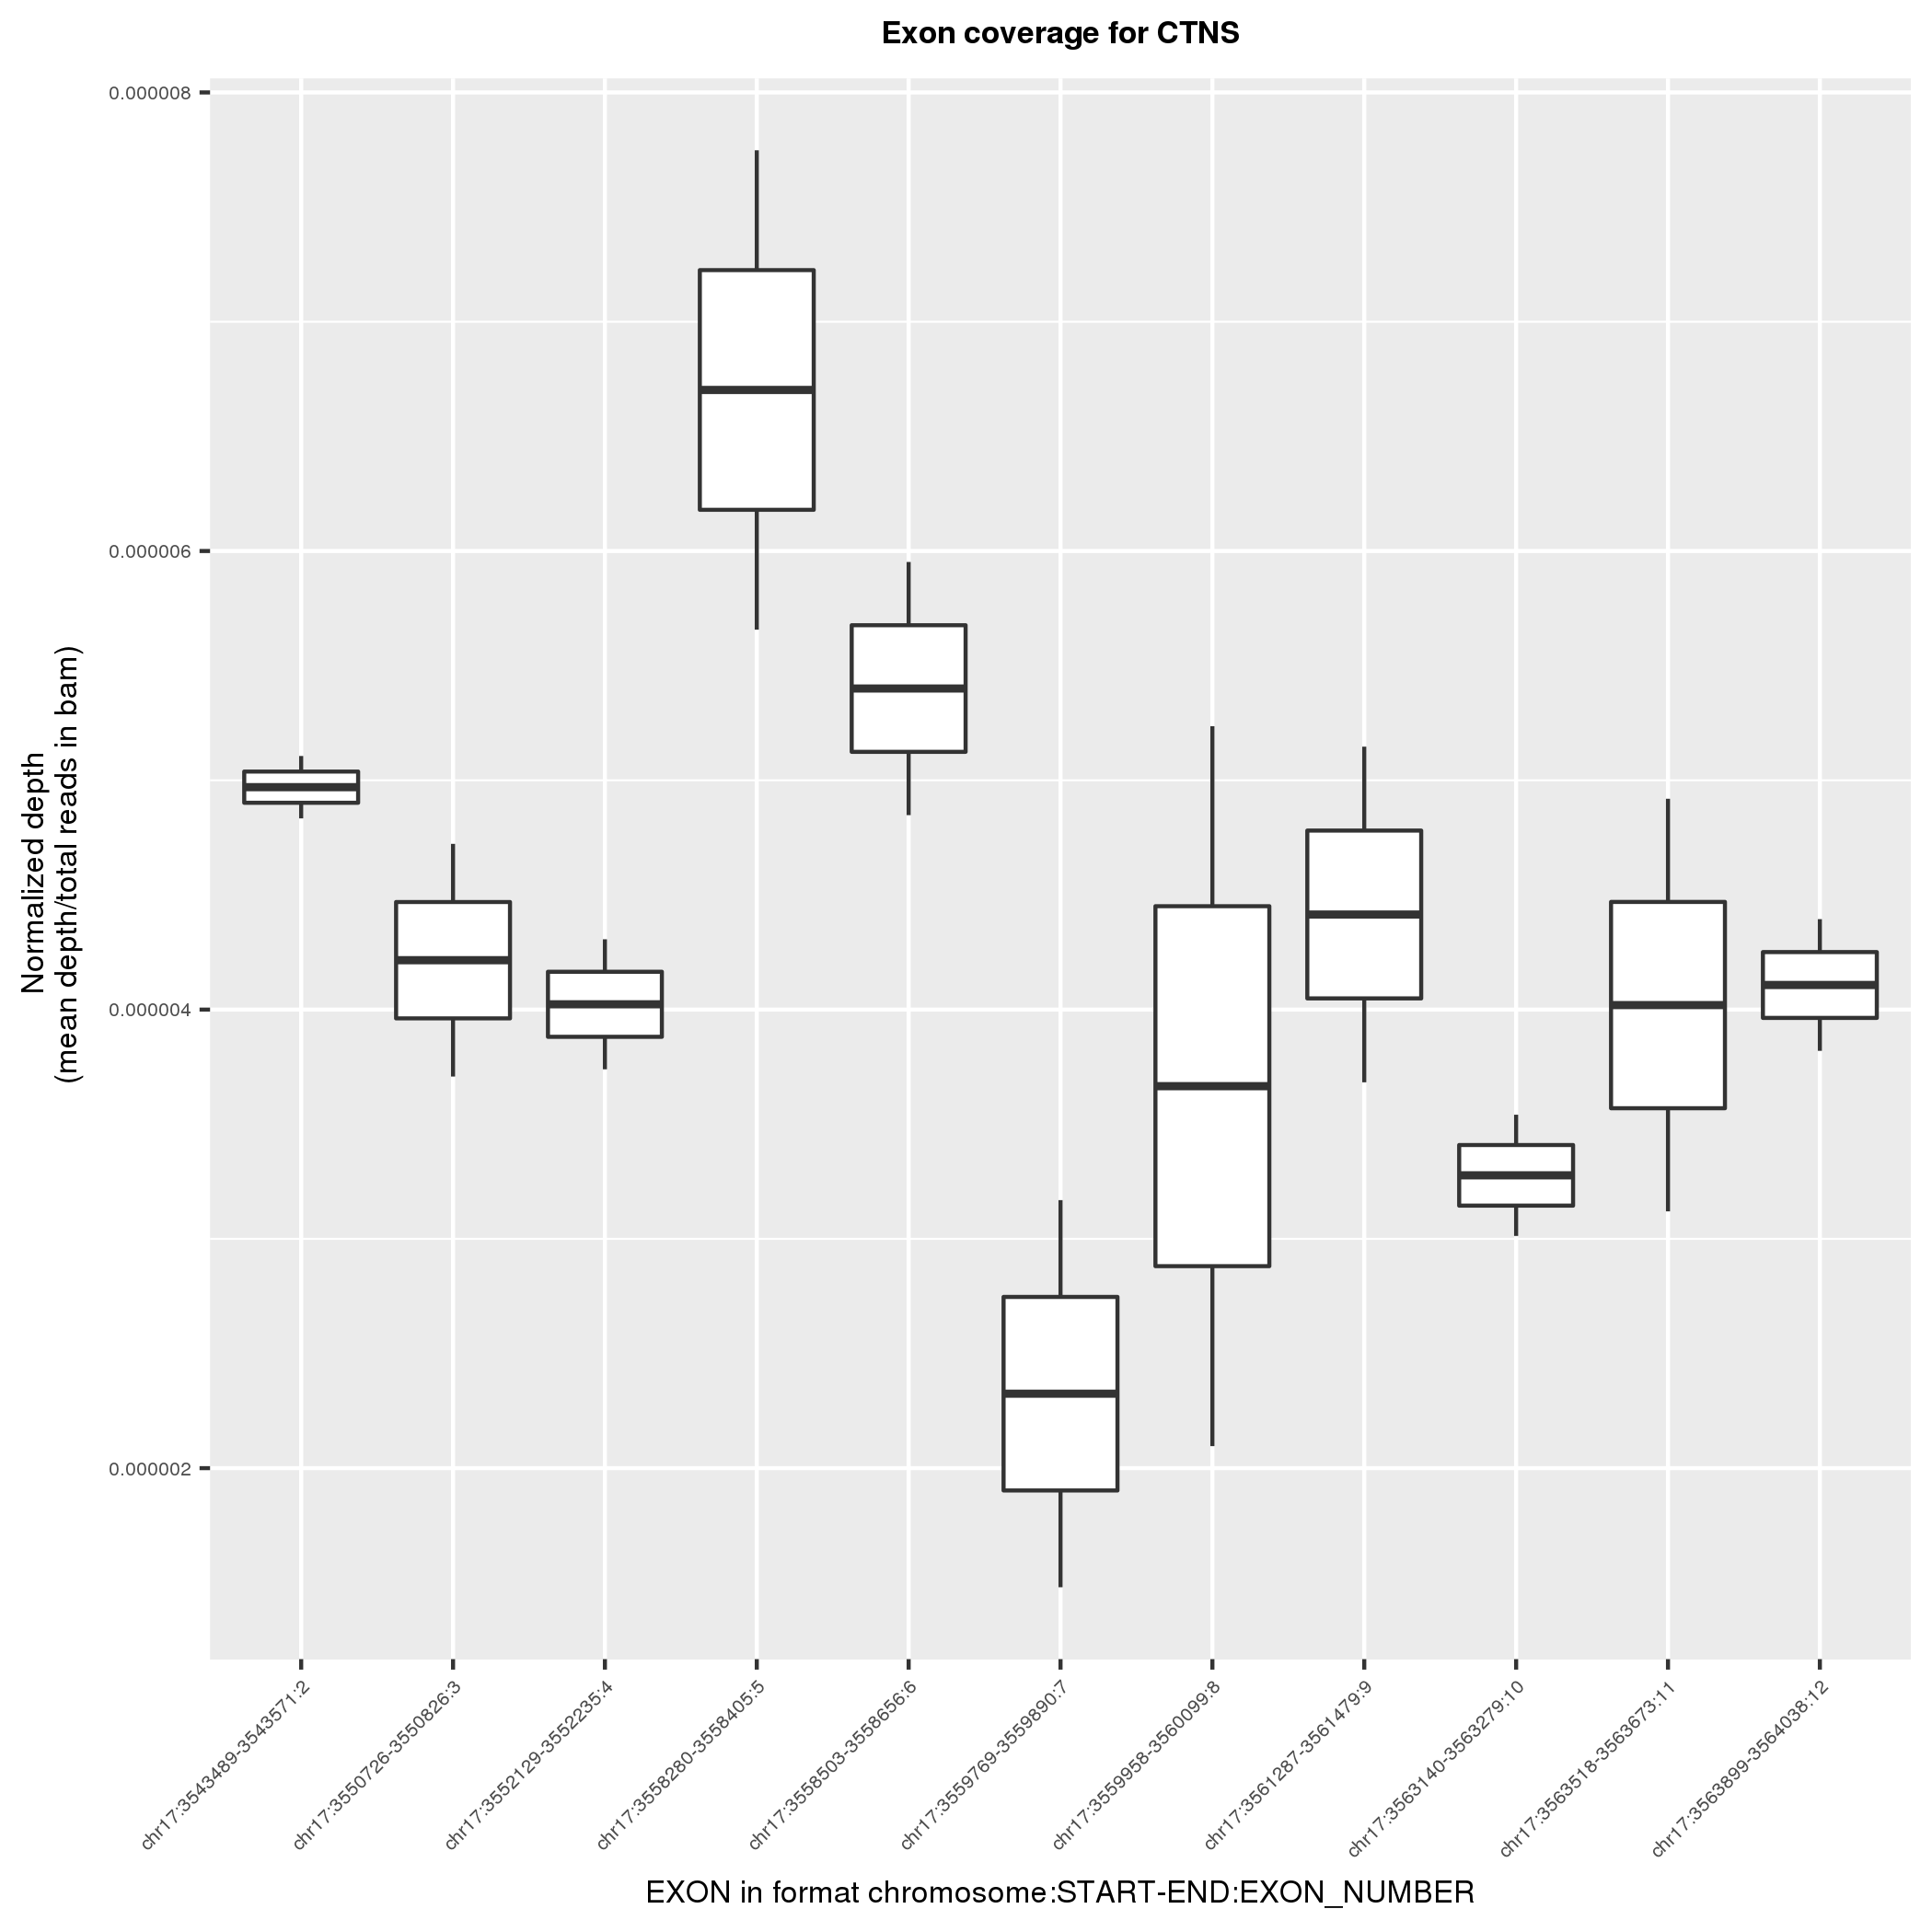 Exon coverage for CTNS
0.000008
0.000006
0.000004
0.000002
Normalized depth
(mean depth/total reads in bam)
chr17:3543489-3543571:2
chr17:3550726-3550826:3
chr17:3552129-3552235:4
chr17:3558280-3558405:5
chr17:3558503-3558656:6
chr17:3559769-3559890:7
chr17:3559958-3560099:8
chr17:3561287-3561479:9
chr17:3563140-3563279:10
chr17:3563518-3563673:11
chr17:3563899-3564038:12
EXON in format chromosome:START-END:EXON_NUMBER